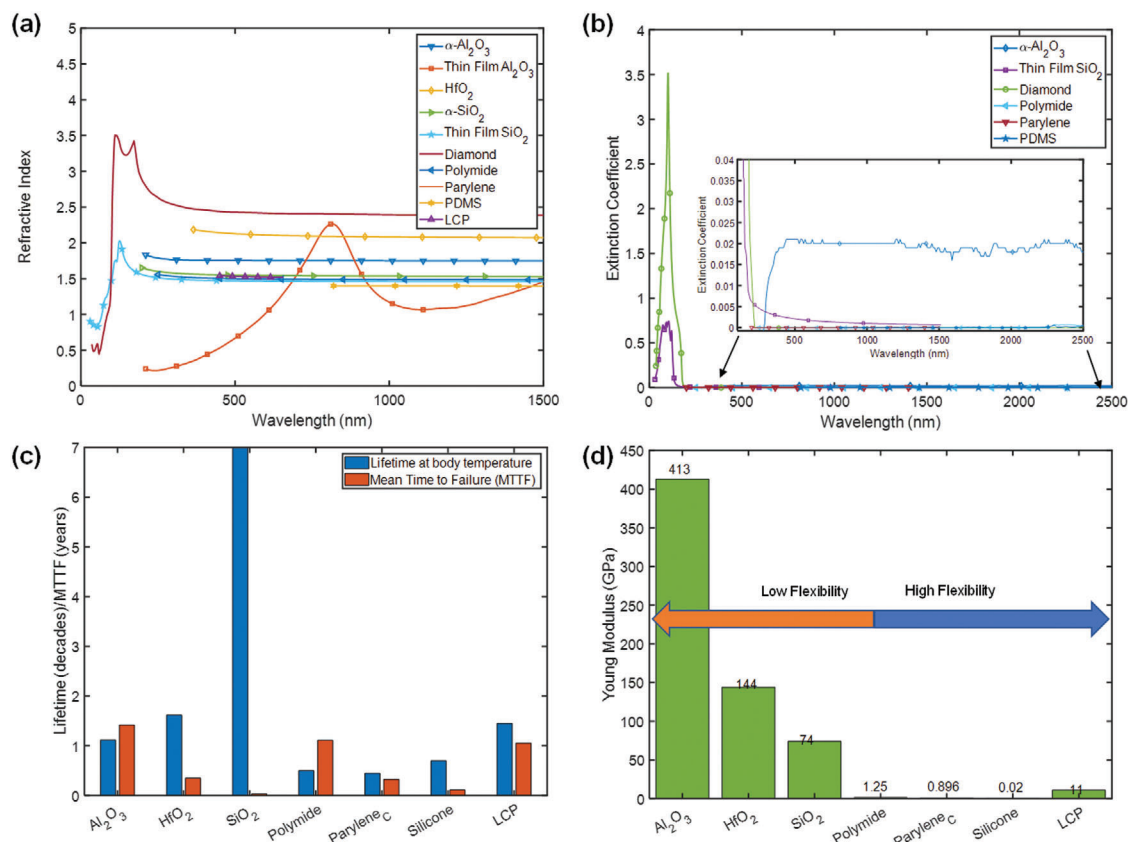 (a)
5
4.5
4
3.5
3
2.5
2
1.5
1
0.5
0
Refractive Index
α-Al2O3
Thin Film Al2O3
HfO2
α-SiO2
Thin Film SiO2
Diamond
Polymide
Parylene
PDMS
LCP
0 500 1000 1500
Wavelength (nm)
(b)
4
3.5
3
2.5
2
1.5
1
0.5
0
Extinction Coefficient
α-Al2O3
Thin Film SiO2
Diamond
Polymide
Parylene
PDMS
0.04
0.035
0.03
0.025
0.020
0.015
0.01
0.005
0
Extinction Coefficient
500 1000 1500 2000 2500
Wavelength (nm)
0 500 1000 1500 2000 2500
Wavelength (nm)
(c)
7
6
5
4
3
2
1
0
Lifetime (decades)/MTTF (years)
Lifetime at body temperature
Mean Time to Failure (MTTF)
Al2O3 HfO2 SiO2 Polymide ParyleneC Silicone LCP
(d)
450
400
350
300
250
200
150
100
50
0
Young Modulus (GPa)
413
Low Flexibility High Flexibility
144
74
1.25 0.896 0.02 11
Al2O3 HfO2 SiO2 Polymide ParyleneC Silicone LCP